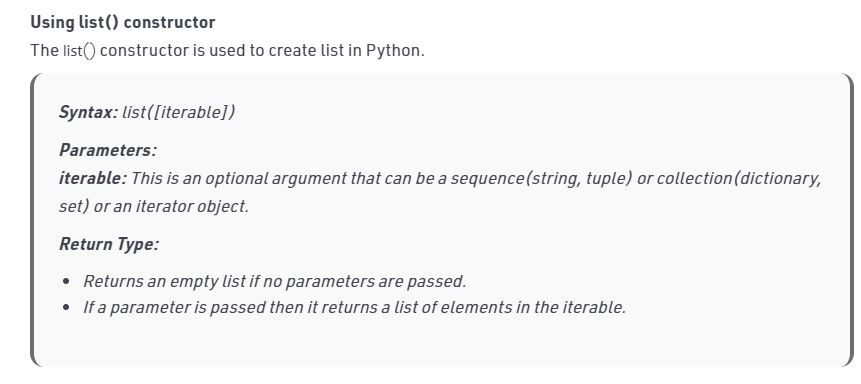 Using list() constructor
The list() constructor is used to create list in Python.
Syntax: list([iterable])
Parameters:
iterable: This is an optional argument that can be a sequence(string, tuple) or collection(dictionary,
set) or an iterator object.
Return Type:
• Returns an empty list if no parameters are passed.
• If a parameter is passed then it returns a list of elements in the iterable.